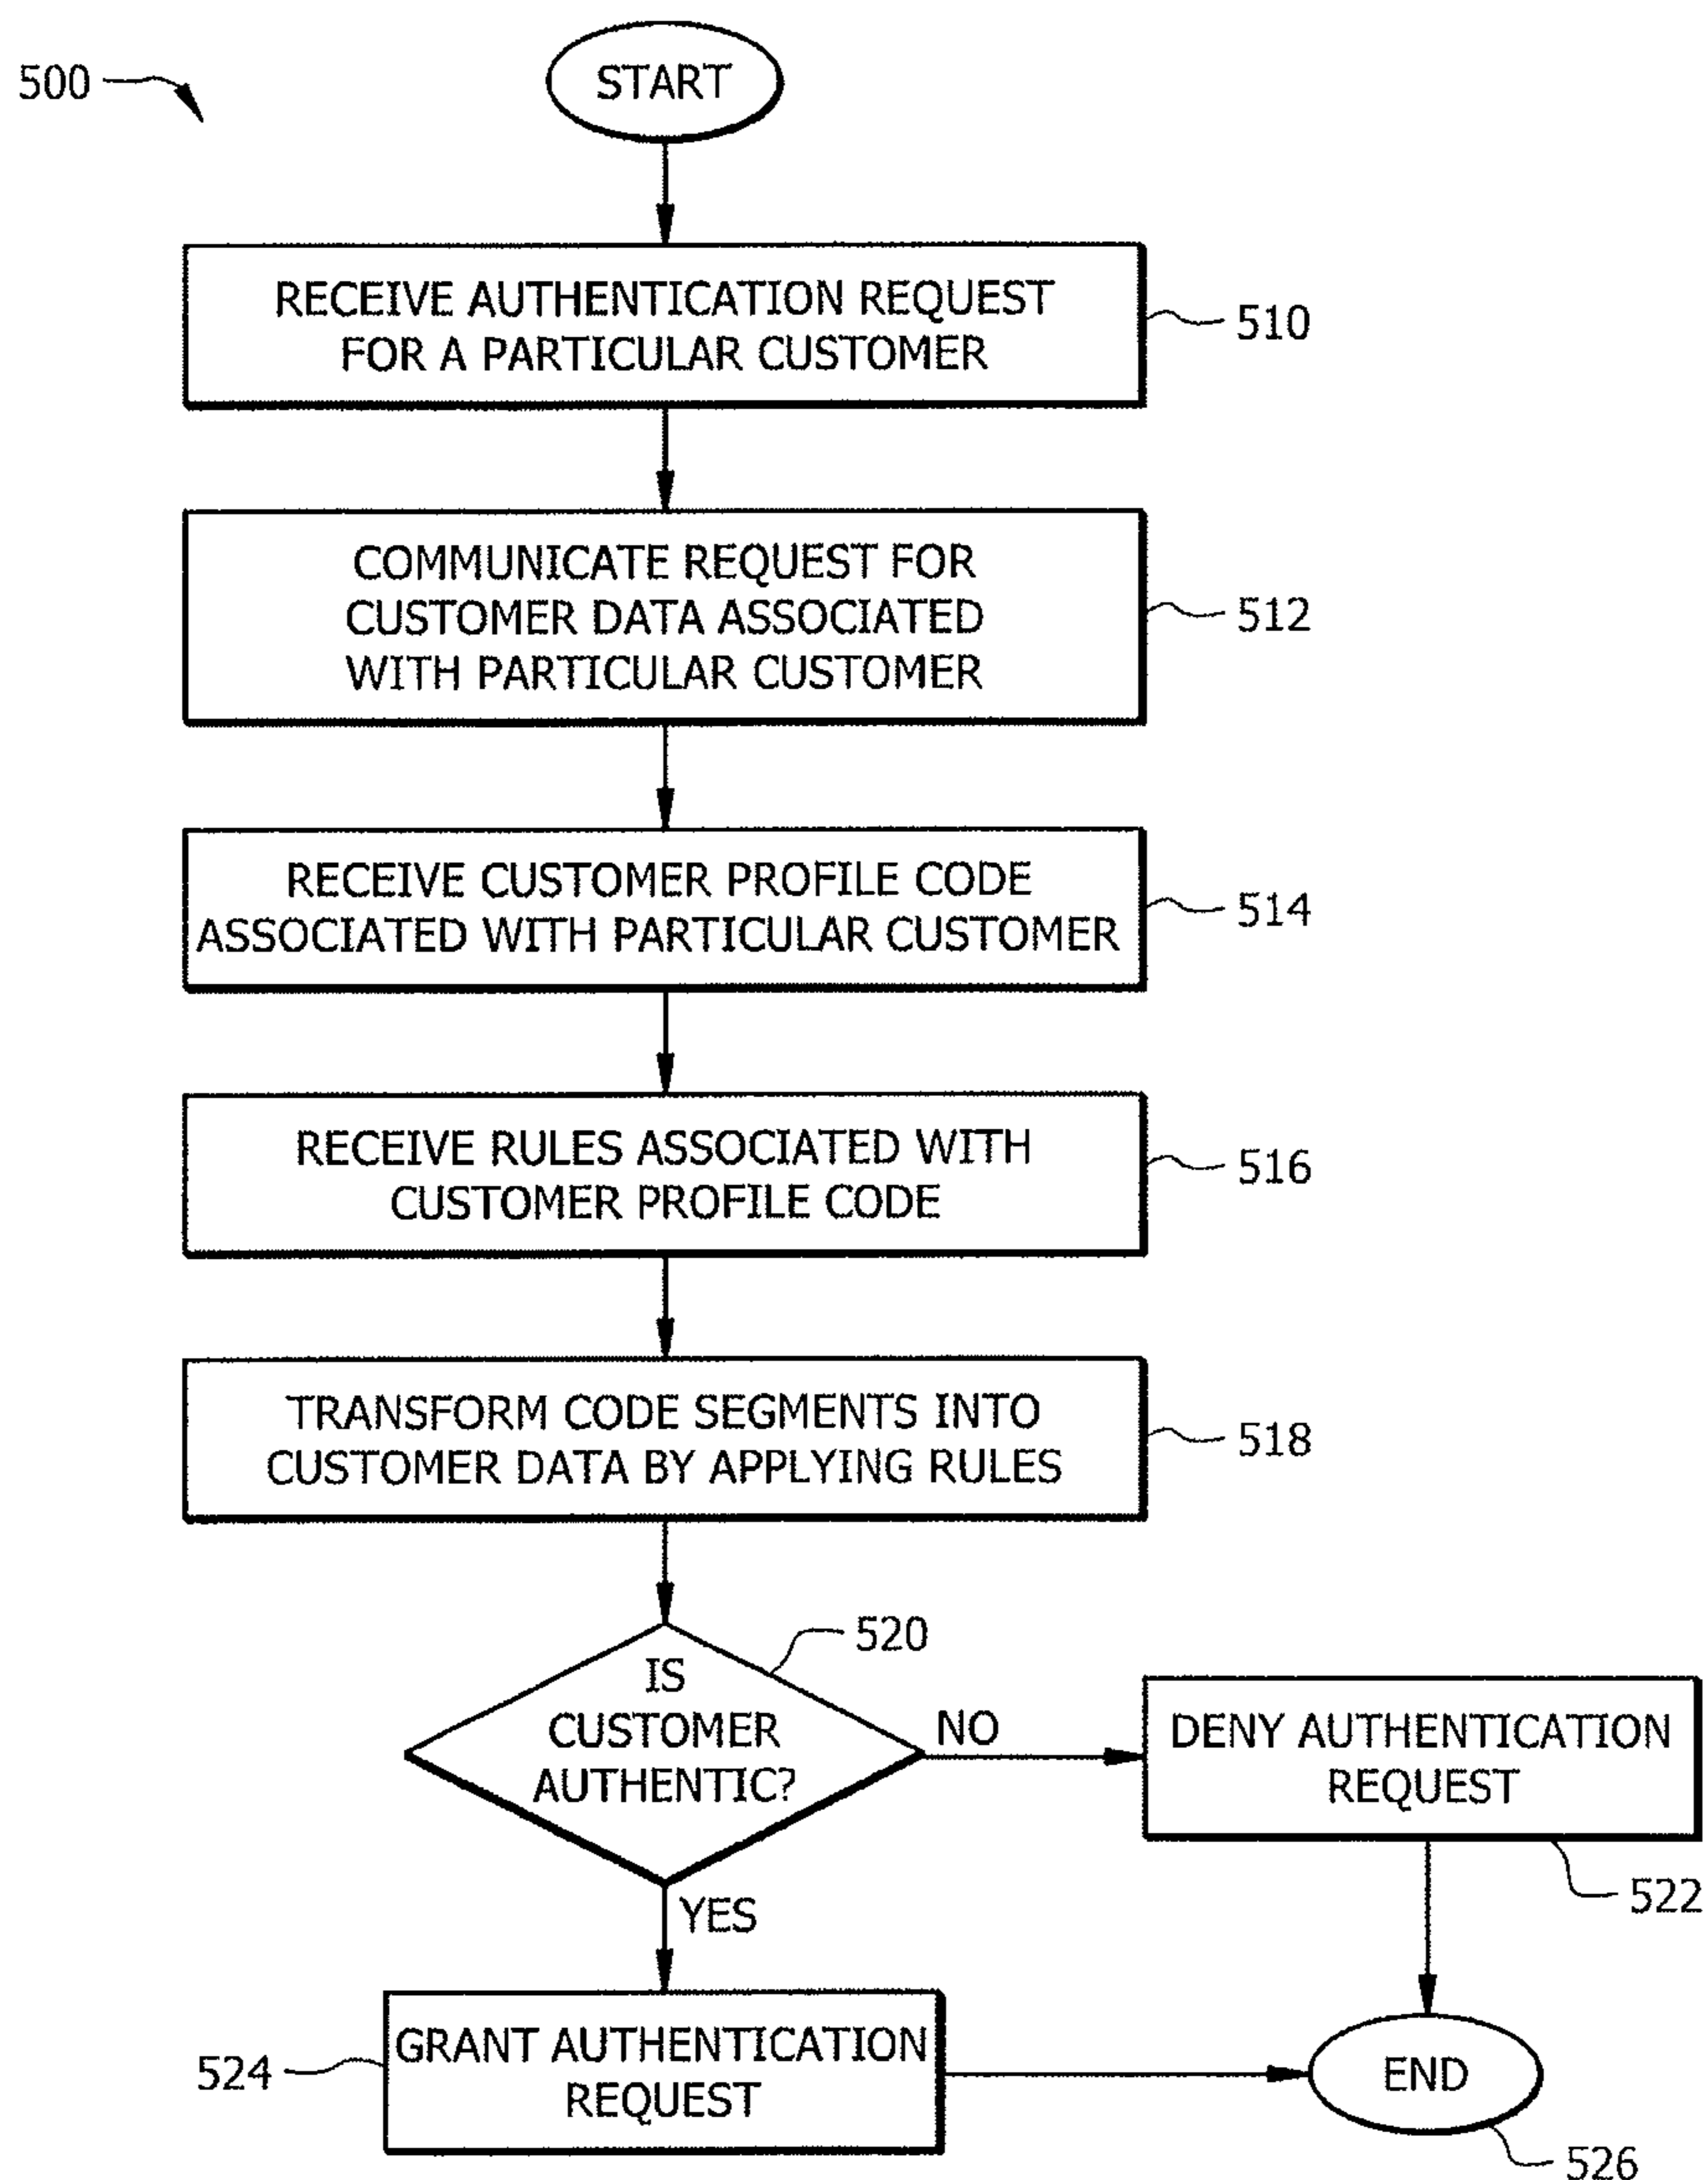 500
START
RECEIVE AUTHENTICATION REQUEST
FOR A PARTICULAR CUSTOMER
510
COMMUNICATE REQUEST FOR
CUSTOMER DATA ASSOCIATED
WITH PARTICULAR CUSTOMER
512
RECEIVE CUSTOMER PROFILE CODE
ASSOCIATED WITH PARTICULAR CUSTOMER
514
RECEIVE RULES ASSOCIATED WITH
CUSTOMER PROFILE CODE
516
TRANSFORM CODE SEGMENTS INTO
CUSTOMER DATA BY APPLYING RULES
518
520
IS
CUSTOMER
AUTHENTIC?
NO
DENY AUTHENTICATION
REQUEST
522
YES
GRANT AUTHENTICATION
REQUEST
524
END
526